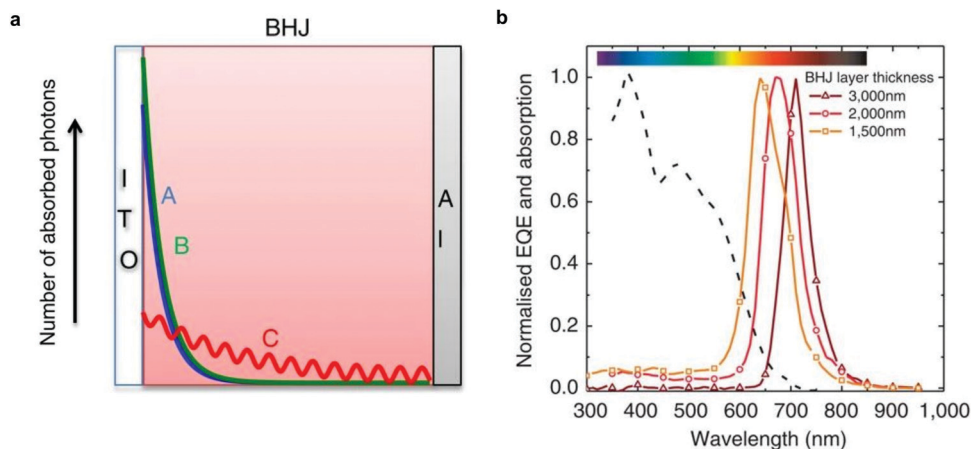 a
BHJ
Number of absorbed photons
I
T
O
A
B
C
A
l
b
Normalised EQE and absorption
1.0
0.8
0.6
0.4
0.2
0.0
BHJ layer thickness
3,000nm
2,000nm
1,500nm
300 400 500 600 700 800 900 1,000
Wavelength (nm)